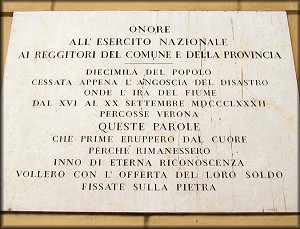 ONORE
ALL' ESERCITO NAZIONALE
AI REGGITORI DEL COMUNE E DELLA PROVINCIA
DIECIMILA DEL POPOLO
CESSATA APPENA L'ANGOSCIA DEL DISASTRO
ONDE L'IRA DEL FIUME
DAL XVI AL XX SETTEMBRE MDCCCLXXXII
PERCOSSE VERONA
QUESTE PAROLE
CHE PRIME ERUPPERO DAL CUORE
PERCHÈ RIMANESSERO
INNO DI ETERNA RICONOSCENZA
VOLLERO CON L'OFFERTA DEL LORO SOLDO
FISSATE SULLA PIETRA